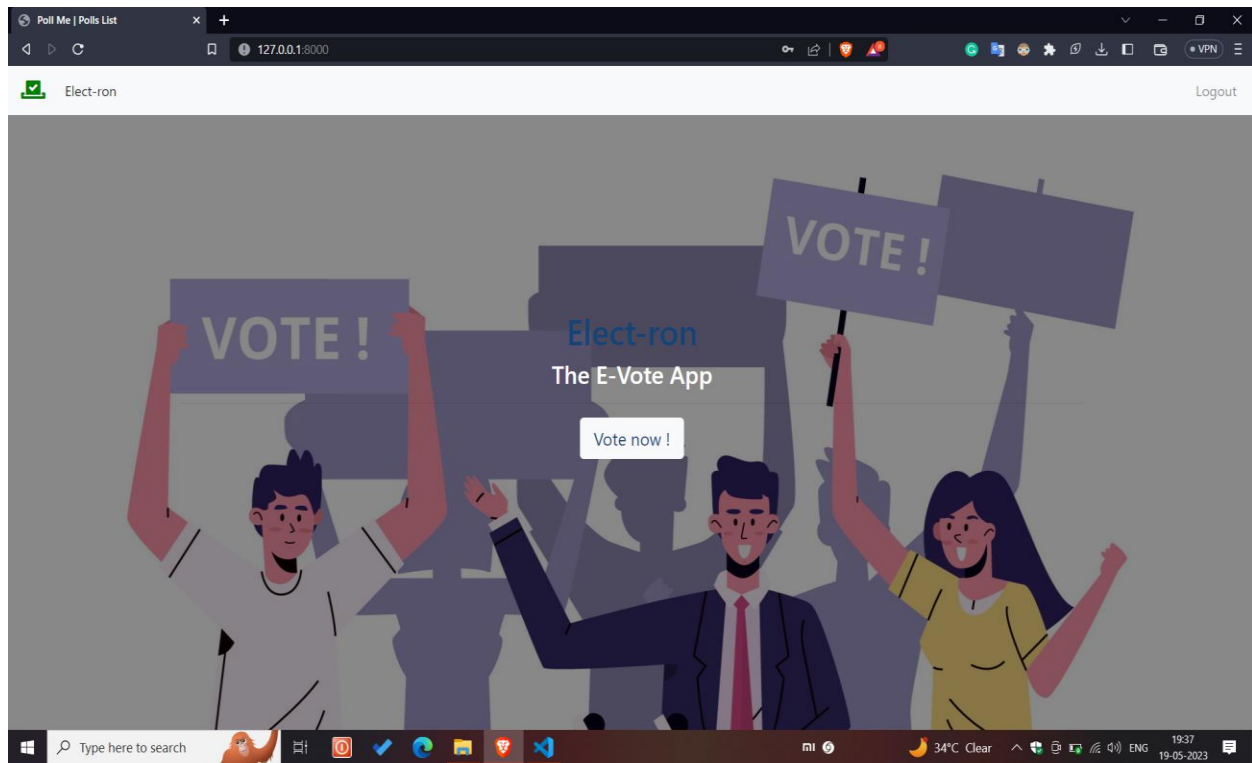 Poll Me | Polls List
127.0.0.1:8000
VPN
Elect-ron
Logout
VOTE !
VOTE !
Elect-ron
The E-Vote App
Vote now !
Type here to search
34°C Clear
ENG
19:37
19-05-2023